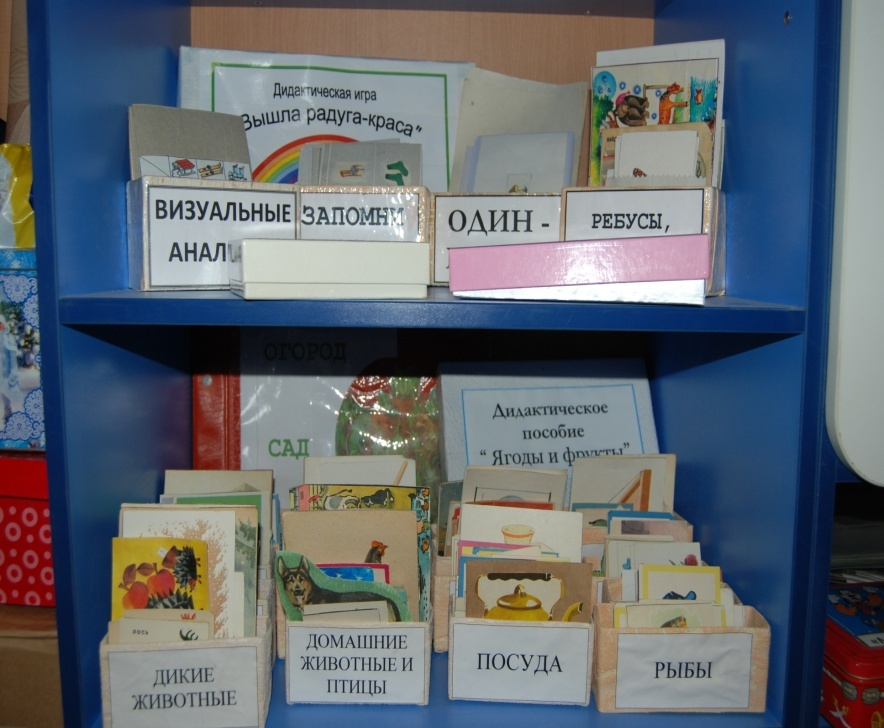 Дидактическая игра
"Вышла радуга-краса"
ВИЗУАЛЬНЫЕ
ЗАПОМНИ
ОДИН -
РЕБУСЫ,
ОГОРОД
САД
Дидактическое
пособие
“ Ягоды и фрукты”
ДИКИЕ
ЖИВОТНЫЕ
ДОМАШНИЕ
ЖИВОТНЫЕ И
ПТИЦЫ
ПОСУДА
РЫБЫ